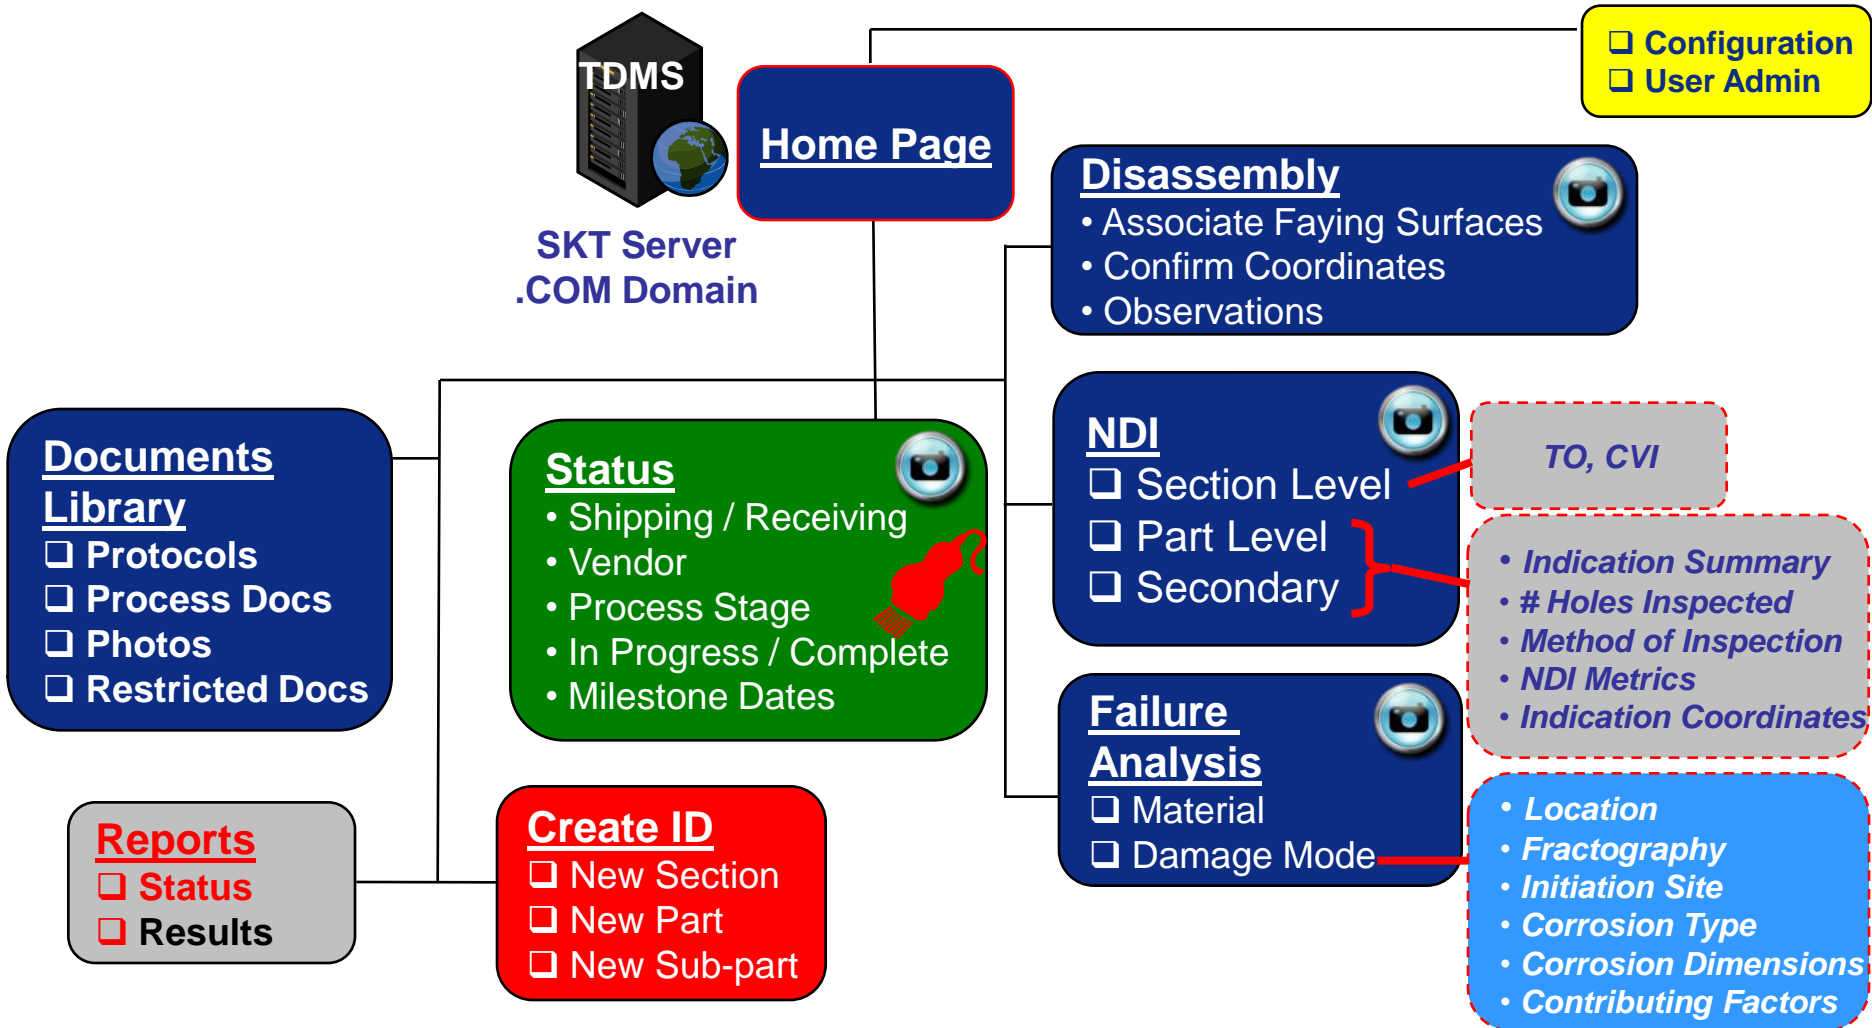 TDMS
SKT Server
.COM Domain
Home Page
❑ Configuration
❑ User Admin
Disassembly
• Associate Faying Surfaces
• Confirm Coordinates
• Observations
Documents
Library
❑ Protocols
❑ Process Docs
❑ Photos
❑ Restricted Docs
Status
• Shipping / Receiving
• Vendor
• Process Stage
• In Progress / Complete
• Milestone Dates
NDI
❑ Section Level
❑ Part Level
❑ Secondary
TO, CVI
• Indication Summary
• # Holes Inspected
• Method of Inspection
• NDI Metrics
• Indication Coordinates
Failure
Analysis
❑ Material
❑ Damage Mode
• Location
• Fractography
• Initiation Site
• Corrosion Type
• Corrosion Dimensions
• Contributing Factors
Reports
❑ Status
❑ Results
Create ID
❑ New Section
❑ New Part
❑ New Sub-part